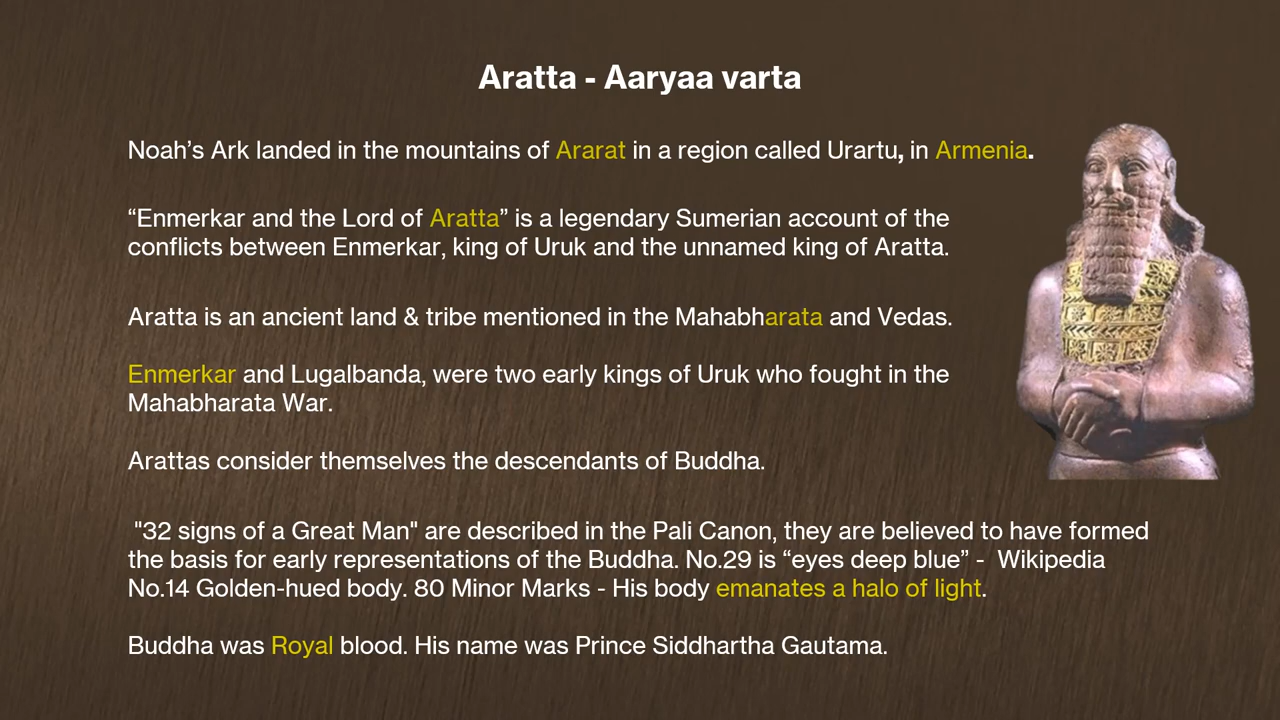 Aratta - Aaryaa varta
Noah’s Ark landed in the mountains of Ararat in a region called Urartu, in Armenia.
“Enmerkar and the Lord of Aratta” is a legendary Sumerian account of the
conflicts between Enmerkar, king of Uruk and the unnamed king of Aratta.
Aratta is an ancient land & tribe mentioned in the Mahabharata and Vedas.
Enmerkar and Lugalbanda, were two early kings of Uruk who fought in the
Mahabharata War.
Arattas consider themselves the descendants of Buddha.
"32 signs of a Great Man" are described in the Pali Canon, they are believed to have formed
the basis for early representations of the Buddha. No.29 is “eyes deep blue” - Wikipedia
No.14 Golden-hued body. 80 Minor Marks - His body emanates a halo of light.
Buddha was Royal blood. His name was Prince Siddhartha Gautama.